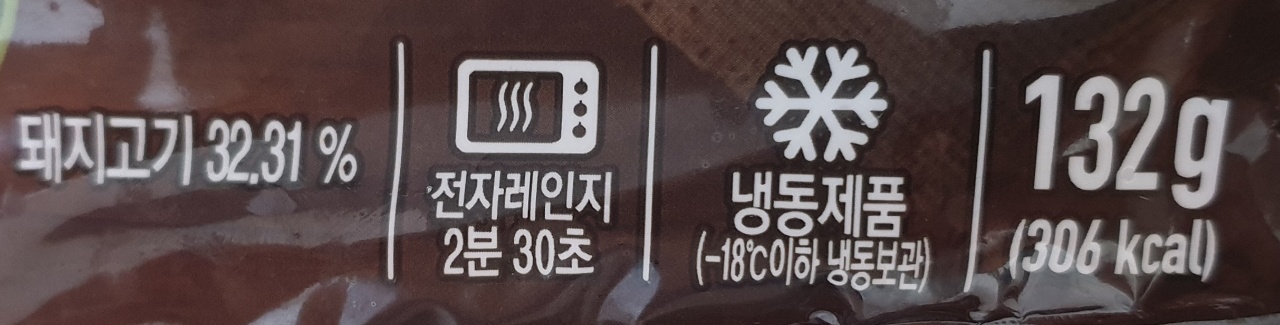 돼지고기 32.31 %
전자레인지
2분 30초
냉동제품
(-18℃이하 냉동보관)
132g
(306 kcal)